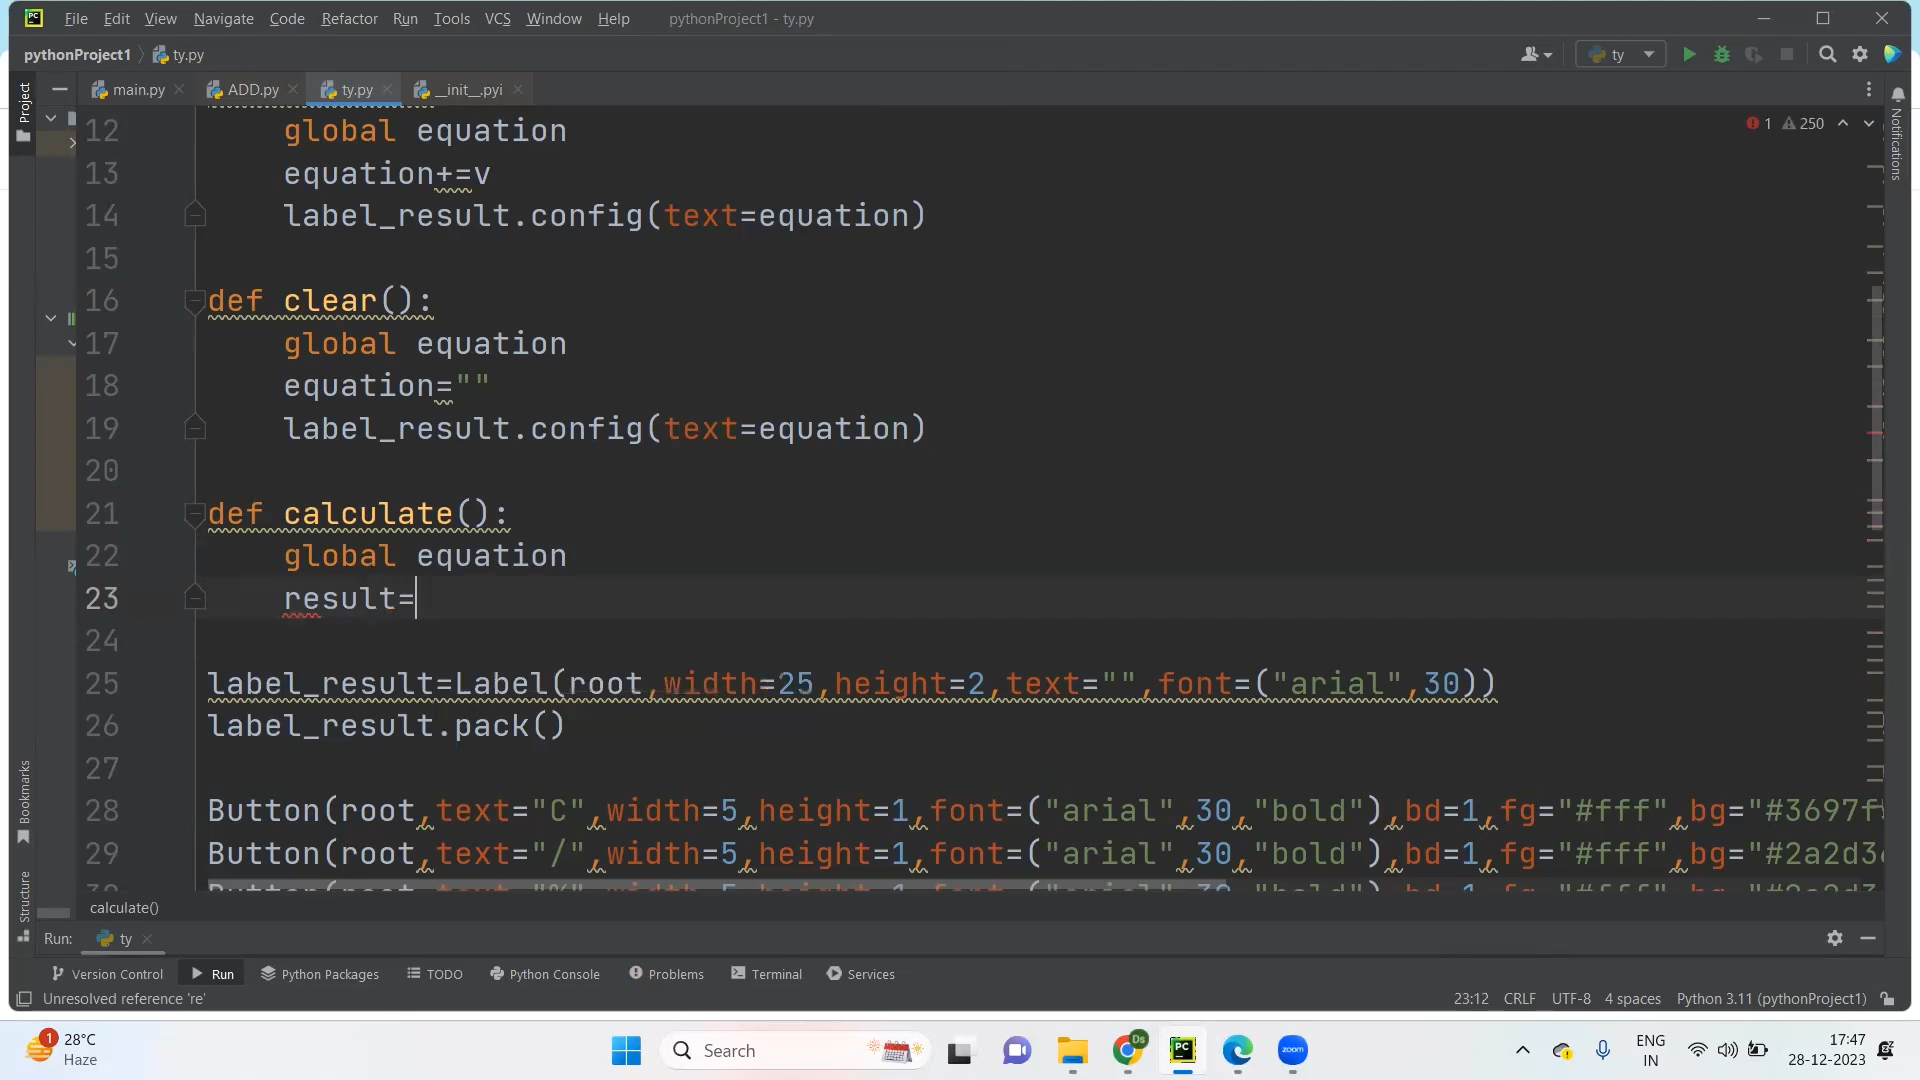 File Edit View Navigate Code Refactor Run Tools VCS Window Help pythonProject1 - ty.py
pythonProject1 ty.py ty
main.py ADD.py ty.py __init__.pyi
1 250
Project
Notifications
12 global equation
13 equation+=v
14 label_result.config(text=equation)
15
16 def clear():
17 global equation
18 equation=""
19 label_result.config(text=equation)
20
21 def calculate():
22 global equation
23 result=
24
25 label_result=Label(root,width=25,height=2,text="",font=("arial",30))
26 label_result.pack()
27
28 Button(root,text="C",width=5,height=1,font=("arial",30,"bold"),bd=1,fg="#fff",bg="#3697f
29 Button(root,text="/",width=5,height=1,font=("arial",30,"bold"),bd=1,fg="#fff",bg="#2a2d3
Bookmarks
Structure
calculate()
Run: ty
Version Control Run Python Packages TODO Python Console Problems Terminal Services
Unresolved reference 're' 23:12 CRLF UTF-8 4 spaces Python 3.11 (pythonProject1)
1 28°C
Haze
Search
Ds
PC
zoom
ENG
IN
17:47
28-12-2023